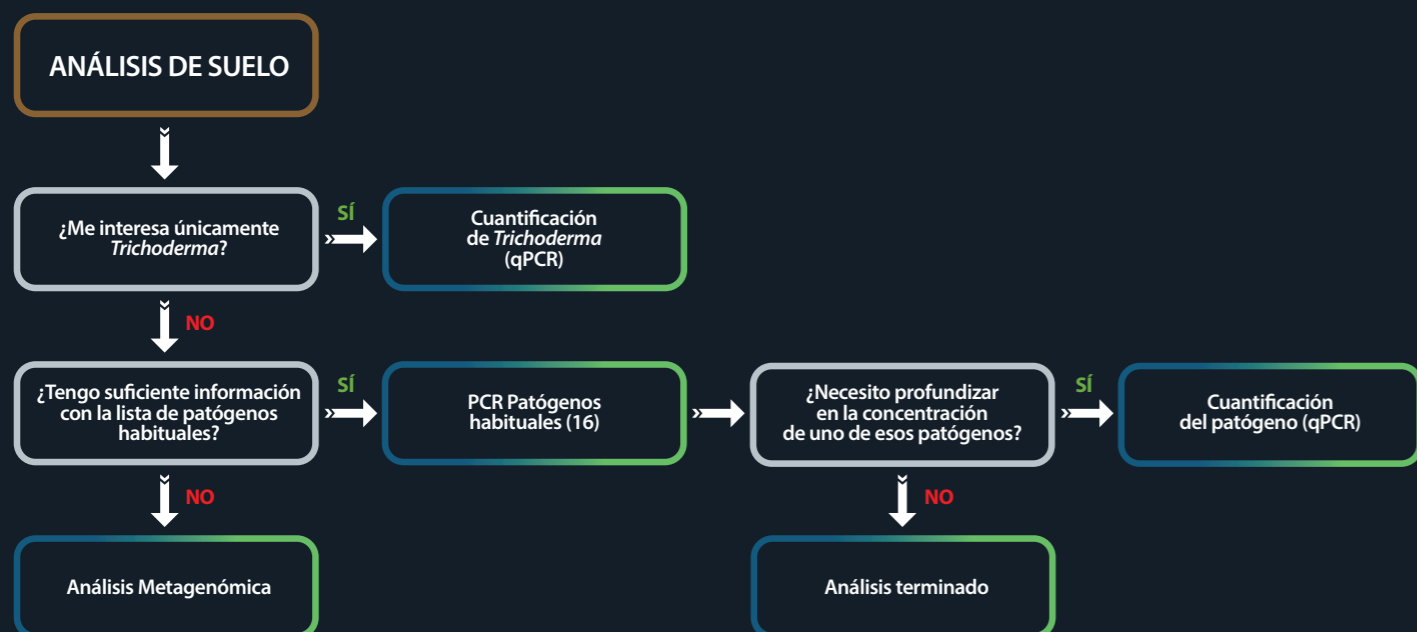 ANÁLISIS DE SUELO
¿Me interesa únicamente
Trichoderma?
SÍ
Cuantificación
de Trichoderma
(qPCR)
NO
¿Tengo suficiente información
con la lista de patógenos
habituales?
SÍ
PCR Patógenos
habituales (16)
¿Necesito profundizar
en la concentración
de uno de esos patógenos?
SÍ
Cuantificación
del patógeno (qPCR)
NO
NO
Análisis Metagenómica
Análisis terminado